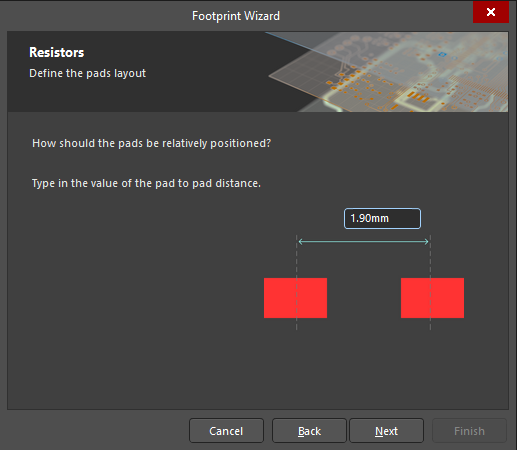 Footprint Wizard
Resistors
Define the pads layout
How should the pads be relatively positioned?
Type in the value of the pad to pad distance.
1.90mm
Cancel
Back
Next
Finish